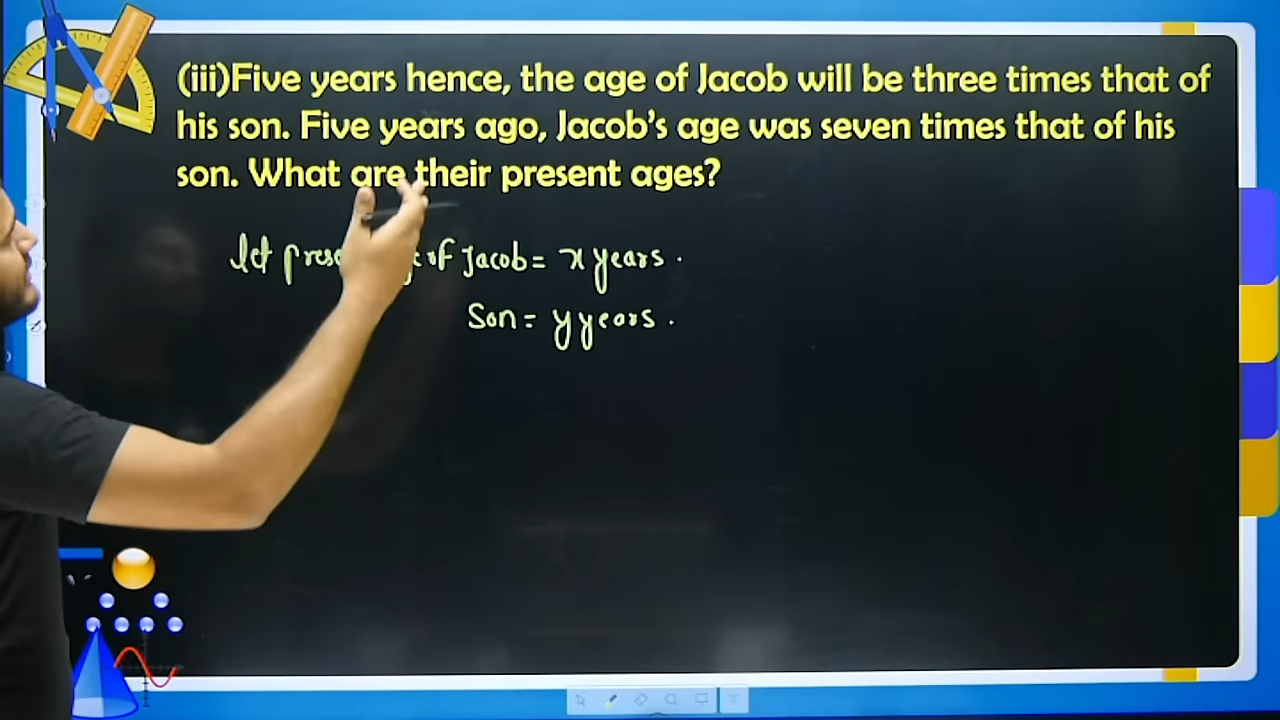 (iii)Five years hence, the age of Jacob will be three times that of
his son. Five years ago, Jacob's age was seven times that of his
son. What are their present ages?
let of Jacob = x years.
Son = y years.